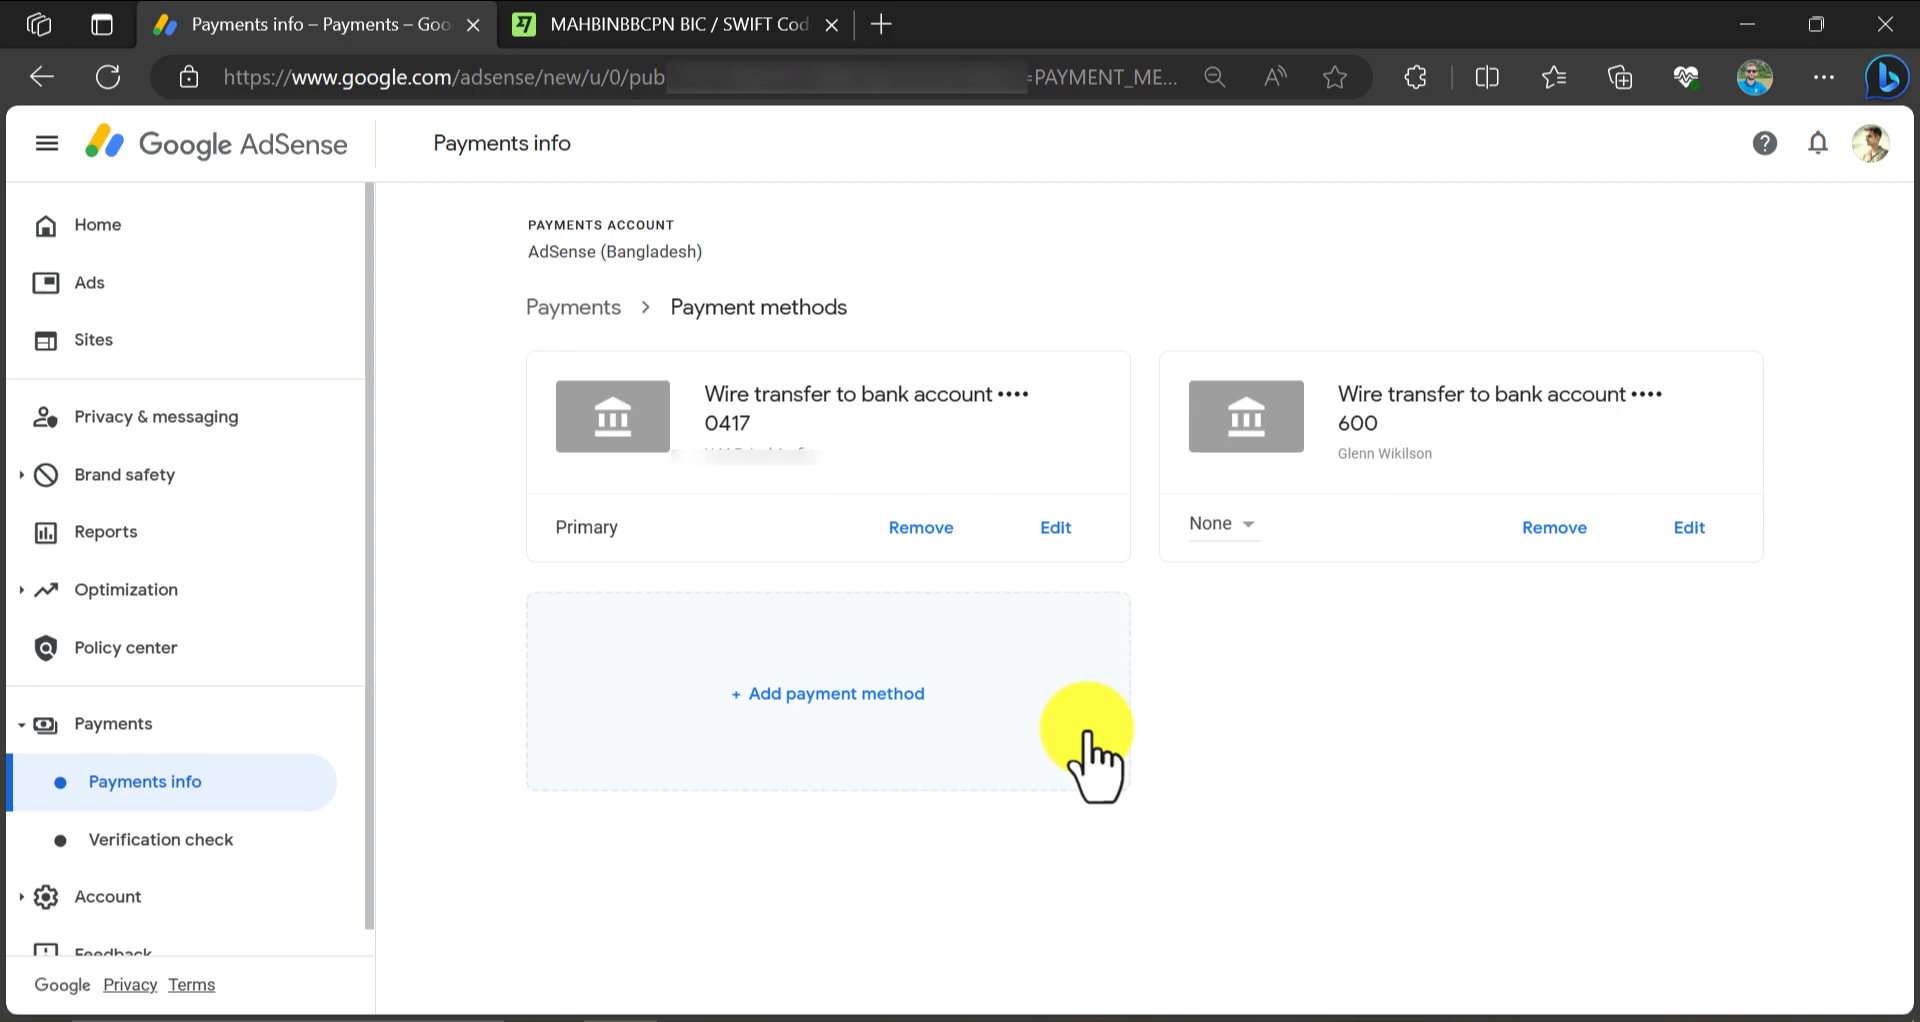 Payments info – Payments – Goo
MAHBINBBCPN BIC / SWIFT Cod
https://www.google.com/adsense/new/u/0/pub
=PAYMENT_ME...
Google AdSense
Payments info
Home
Ads
Sites
Privacy & messaging
Brand safety
Reports
Optimization
Policy center
Payments
Payments info
Verification check
Account
Feedback
Google Privacy Terms
PAYMENTS ACCOUNT
AdSense (Bangladesh)
Payments > Payment methods
Wire transfer to bank account ••••
0417
Primary
Remove
Edit
Wire transfer to bank account ••••
600
Glenn Wikilson
None
Remove
Edit
+ Add payment method